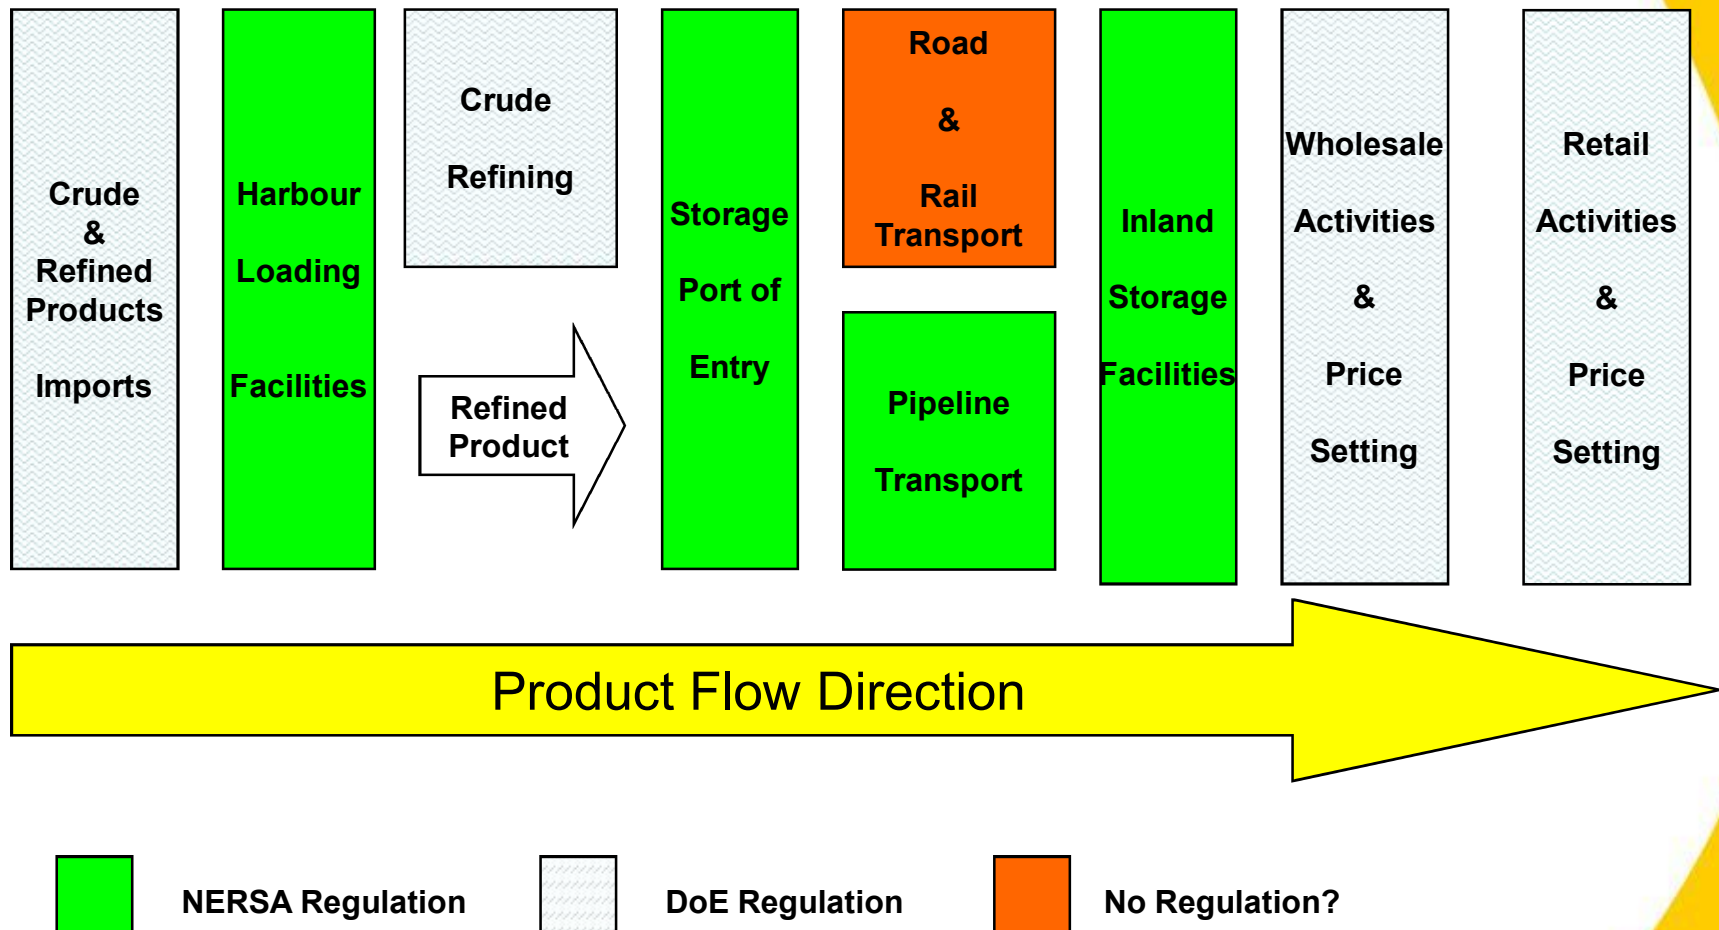 Crude
&
Refined
Products
Imports
Harbour
Loading
Facilities
Crude
Refining
Refined
Product
Storage
Port of
Entry
Road
&
Rail
Transport
Pipeline
Transport
Inland
Storage
Facilities
Wholesale
Activities
&
Price
Setting
Retail
Activities
&
Price
Setting
Product Flow Direction
NERSA Regulation
DoE Regulation
No Regulation?